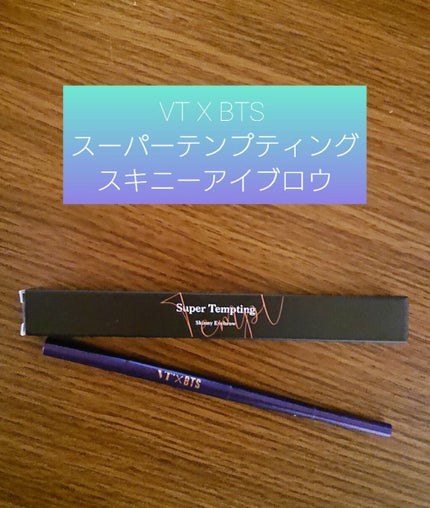 VT X BTS
スーパーテンプティング
スキニーアイブロウ
Super Tempting
Skinny Eyebrow
VT×BTS